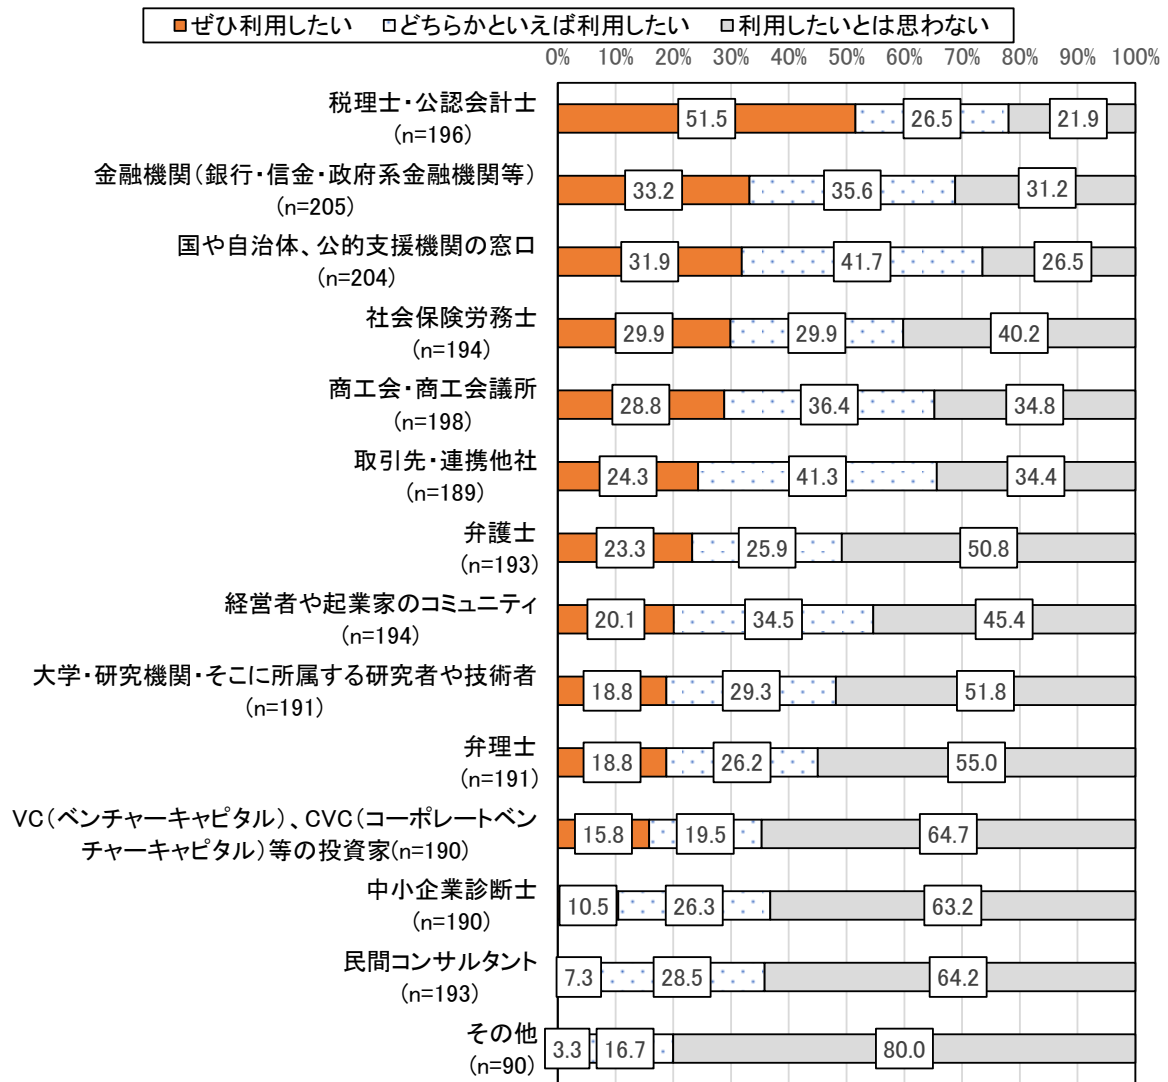 ぜひ利用したい どちらかといえば利用したい 利用したいとは思わない
0% 10% 20% 30% 40% 50% 60% 70% 80% 90% 100%
税理士・公認会計士
(n=196)
51.5 26.5 21.9
金融機関(銀行・信金・政府系金融機関等)
(n=205)
33.2 35.6 31.2
国や自治体、公的支援機関の窓口
(n=204)
31.9 41.7 26.5
社会保険労務士
(n=194)
29.9 29.9 40.2
商工会・商工会議所
(n=198)
28.8 36.4 34.8
取引先・連携他社
(n=189)
24.3 41.3 34.4
弁護士
(n=193)
23.3 25.9 50.8
経営者や起業家のコミュニティ
(n=194)
20.1 34.5 45.4
大学・研究機関・そこに所属する研究者や技術者
(n=191)
18.8 29.3 51.8
弁理士
(n=191)
18.8 26.2 55.0
VC(ベンチャーキャピタル)、CVC(コーポレートベン
チャーキャピタル)等の投資家(n=190)
15.8 19.5 64.7
中小企業診断士
(n=190)
10.5 26.3 63.2
民間コンサルタント
(n=193)
7.3 28.5 64.2
その他
(n=90)
3.3 16.7 80.0